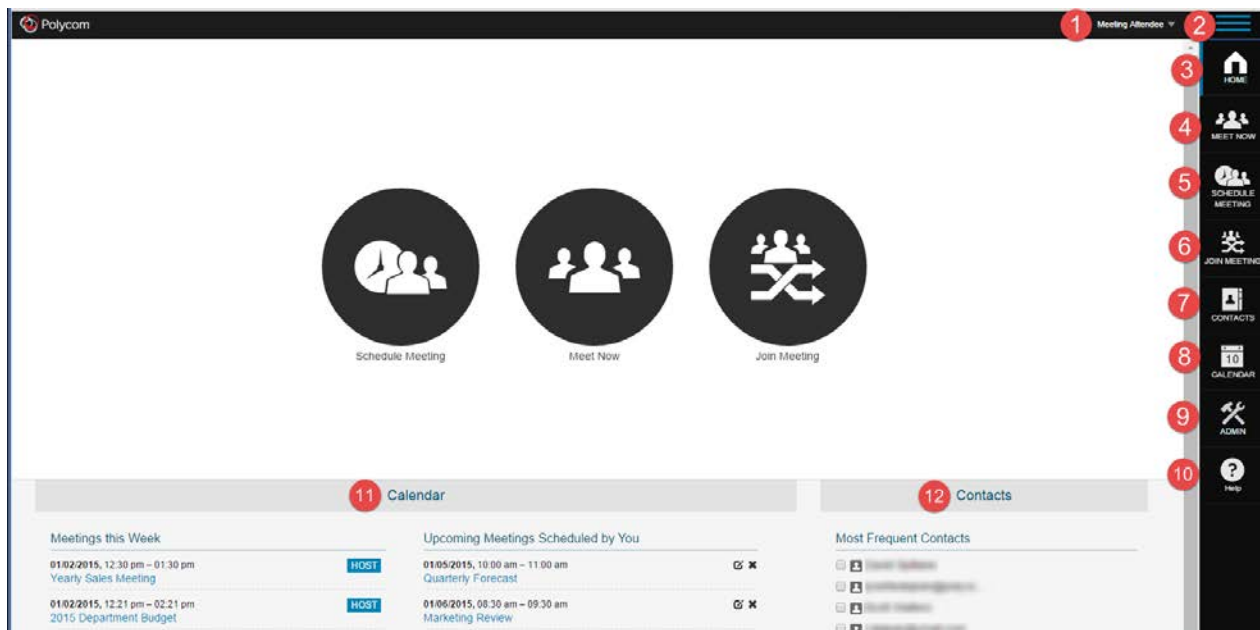 Polycom
1 Meeting Attendee 2
3 HOME
4 MEET NOW
5 SCHEDULE
MEETING
6 JOIN MEETING
7 CONTACTS
8 10 CALENDAR
9 ADMIN
10 ? Help
Schedule Meeting Meet Now Join Meeting
11 Calendar
Meetings this Week
01/02/2015, 12:30 pm – 01:30 pm HOST
Yearly Sales Meeting
01/02/2015, 12:21 pm – 02:21 pm HOST
2015 Department Budget
Upcoming Meetings Scheduled by You
01/05/2015, 10:00 am – 11:00 am
Quarterly Forecast
01/06/2015, 08:30 am – 09:30 am
Marketing Review
12 Contacts
Most Frequent Contacts